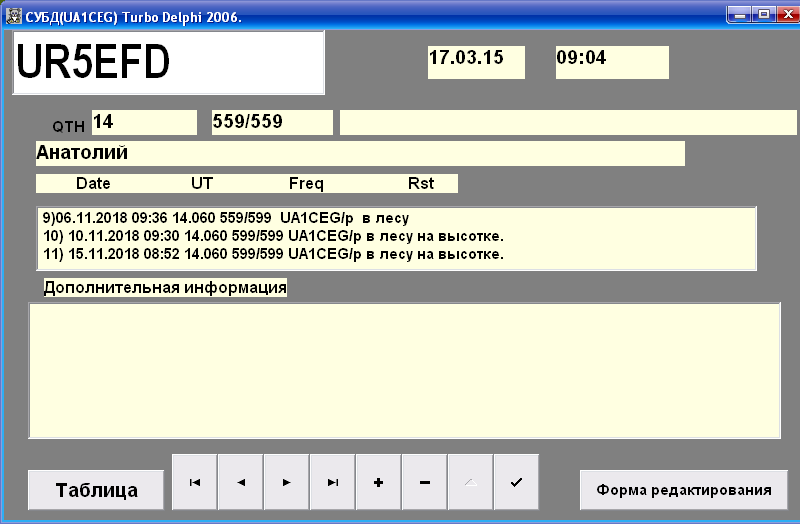 СУБД(UA1CEG) Turbo Delphi 2006.
UR5EFD
17.03.15 09:04
QTH 14 559/559
Анатолий
Date UT Freq Rst
9)06.11.2018 09:36 14.060 559/599 UA1CEG/p в лесу
10) 10.11.2018 09:30 14.060 559/599 UA1CEG/p в лесу на высотке.
11) 15.11.2018 08:52 14.060 559/599 UA1CEG/p в лесу на высотке.
Дополнительная информация
Таблица Форма редактирования